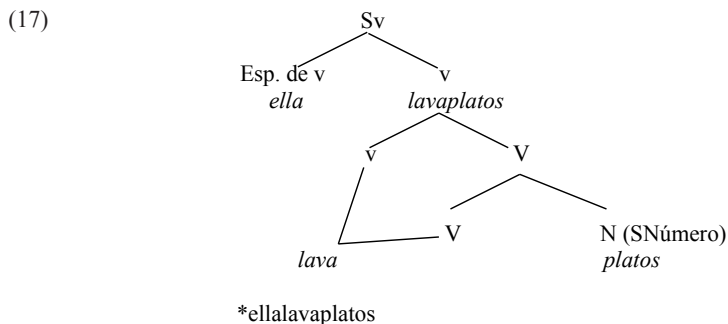 (17) Sv
Esp. de v v
ella lavaplatos
v V
V N (SNúmero)
lava platos
*ellalavaplatos